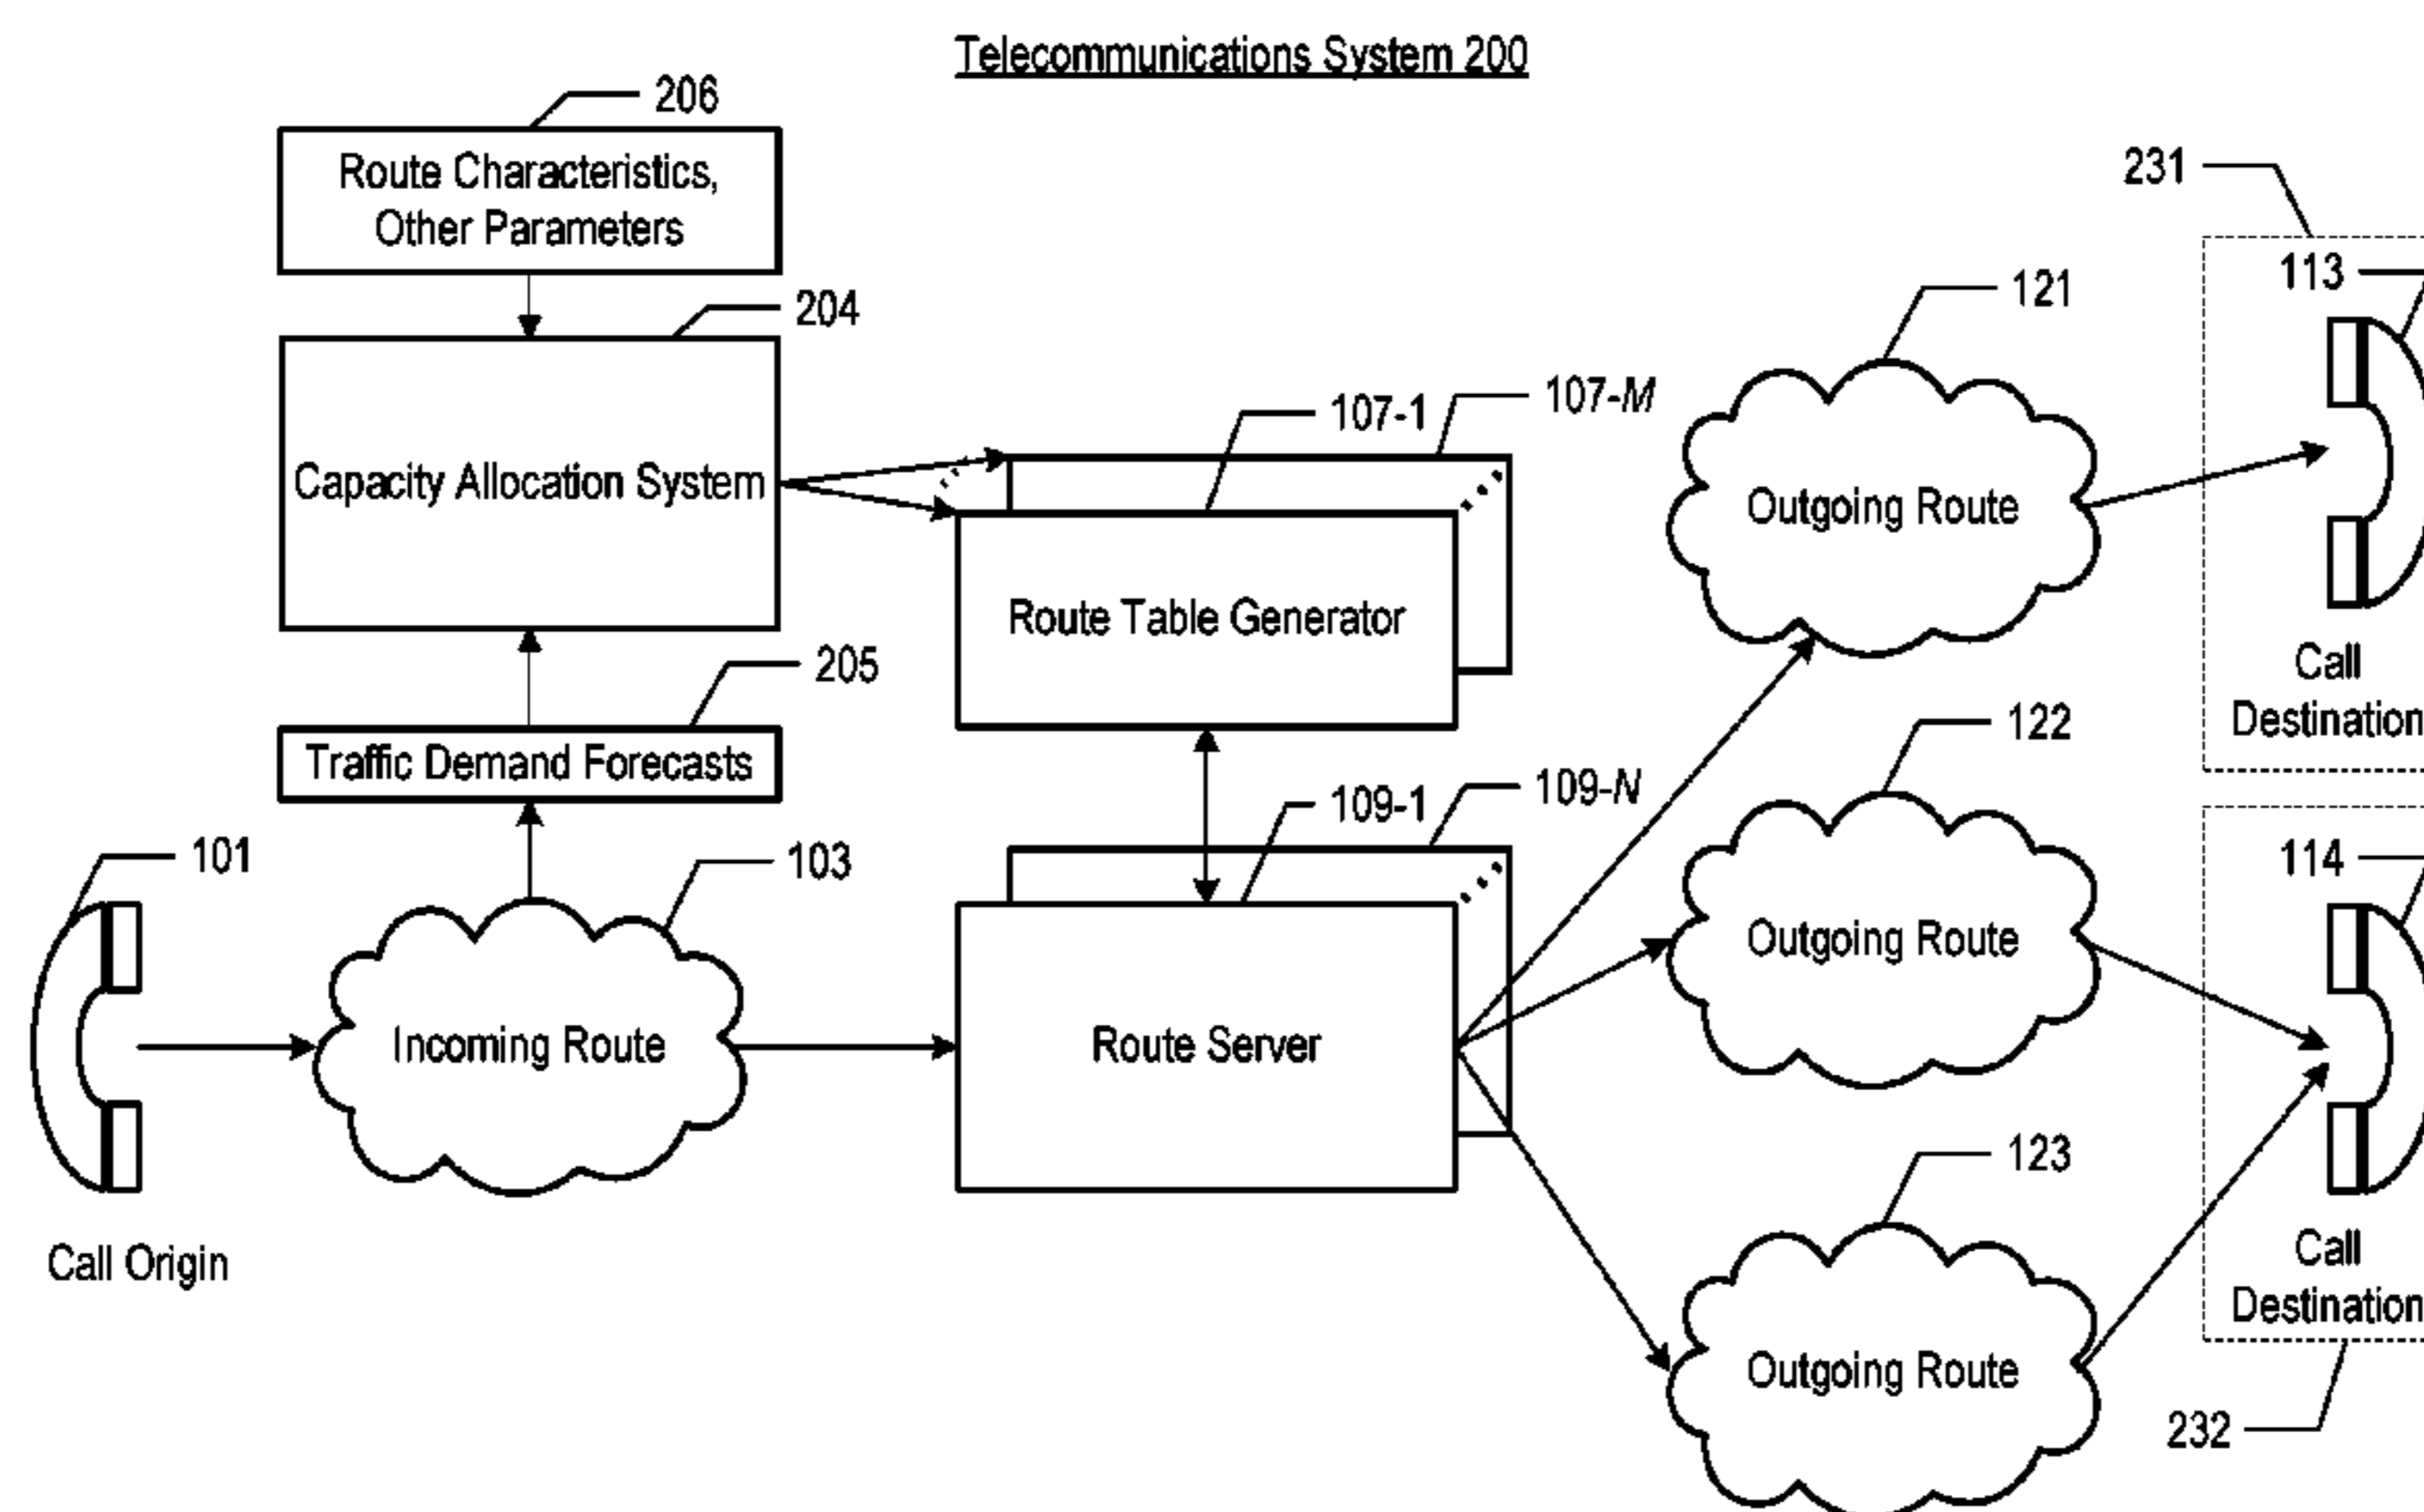 Telecommunications System 200
206
Route Characteristics,
Other Parameters
204
Capacity Allocation System
205
Traffic Demand Forecasts
101
Call Origin
103
Incoming Route
107-1
107-M
Route Table Generator
109-1
109-N
Route Server
121
Outgoing Route
122
Outgoing Route
123
Outgoing Route
231
113
Call
Destination
114
Call
Destination
232